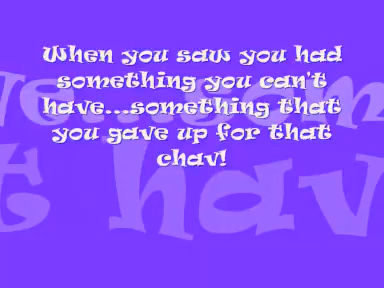 When you saw you had
something you can't
have...something that
you gave up for that
chav!